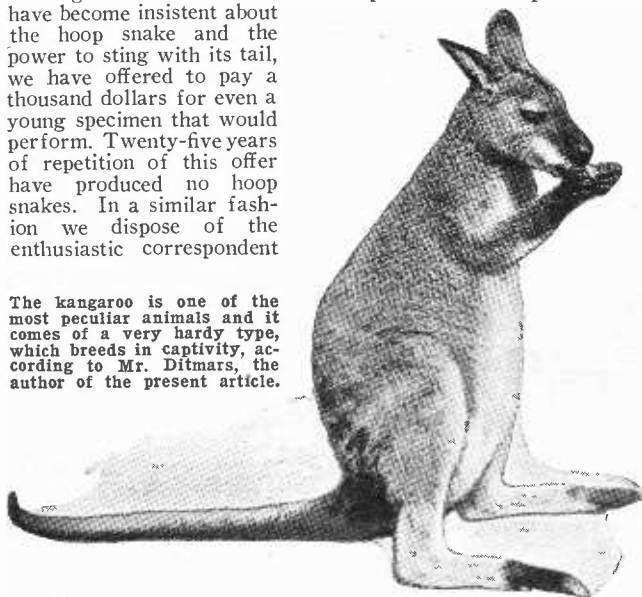 have become insistent about
the hoop snake and the
power to sting with its tail,
we have offered to pay a
thousand dollars for even a
young specimen that would
perform. Twenty-five years
of repetition of this offer
have produced no hoop
snakes. In a similar fash-
ion we dispose of the
enthusiastic correspondent
The kangaroo is one of the
most peculiar animals and it
comes of a very hardy type,
which breeds in captivity, ac-
cording to Mr. Ditmars, the
author of the present article.